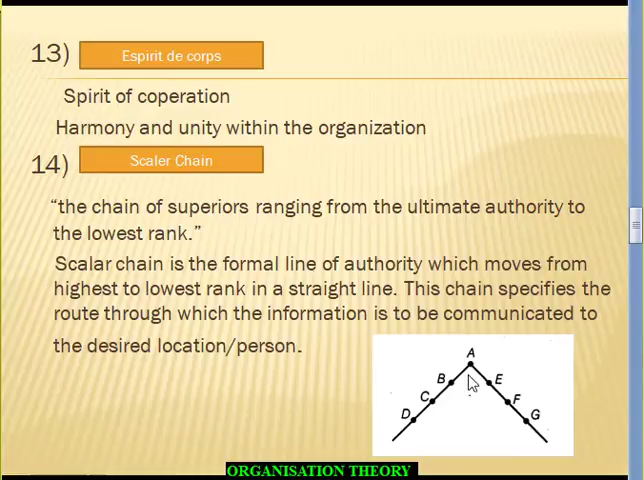 13)
Espirit de corps
Spirit of coperation
Harmony and unity within the organization
14)
Scaler Chain
“the chain of superiors ranging from the ultimate authority to
the lowest rank.”
Scalar chain is the formal line of authority which moves from
highest to lowest rank in a straight line. This chain specifies the
route through which the information is to be communicated to
the desired location/person.
A
B E
C F
D G
ORGANISATION THEORY